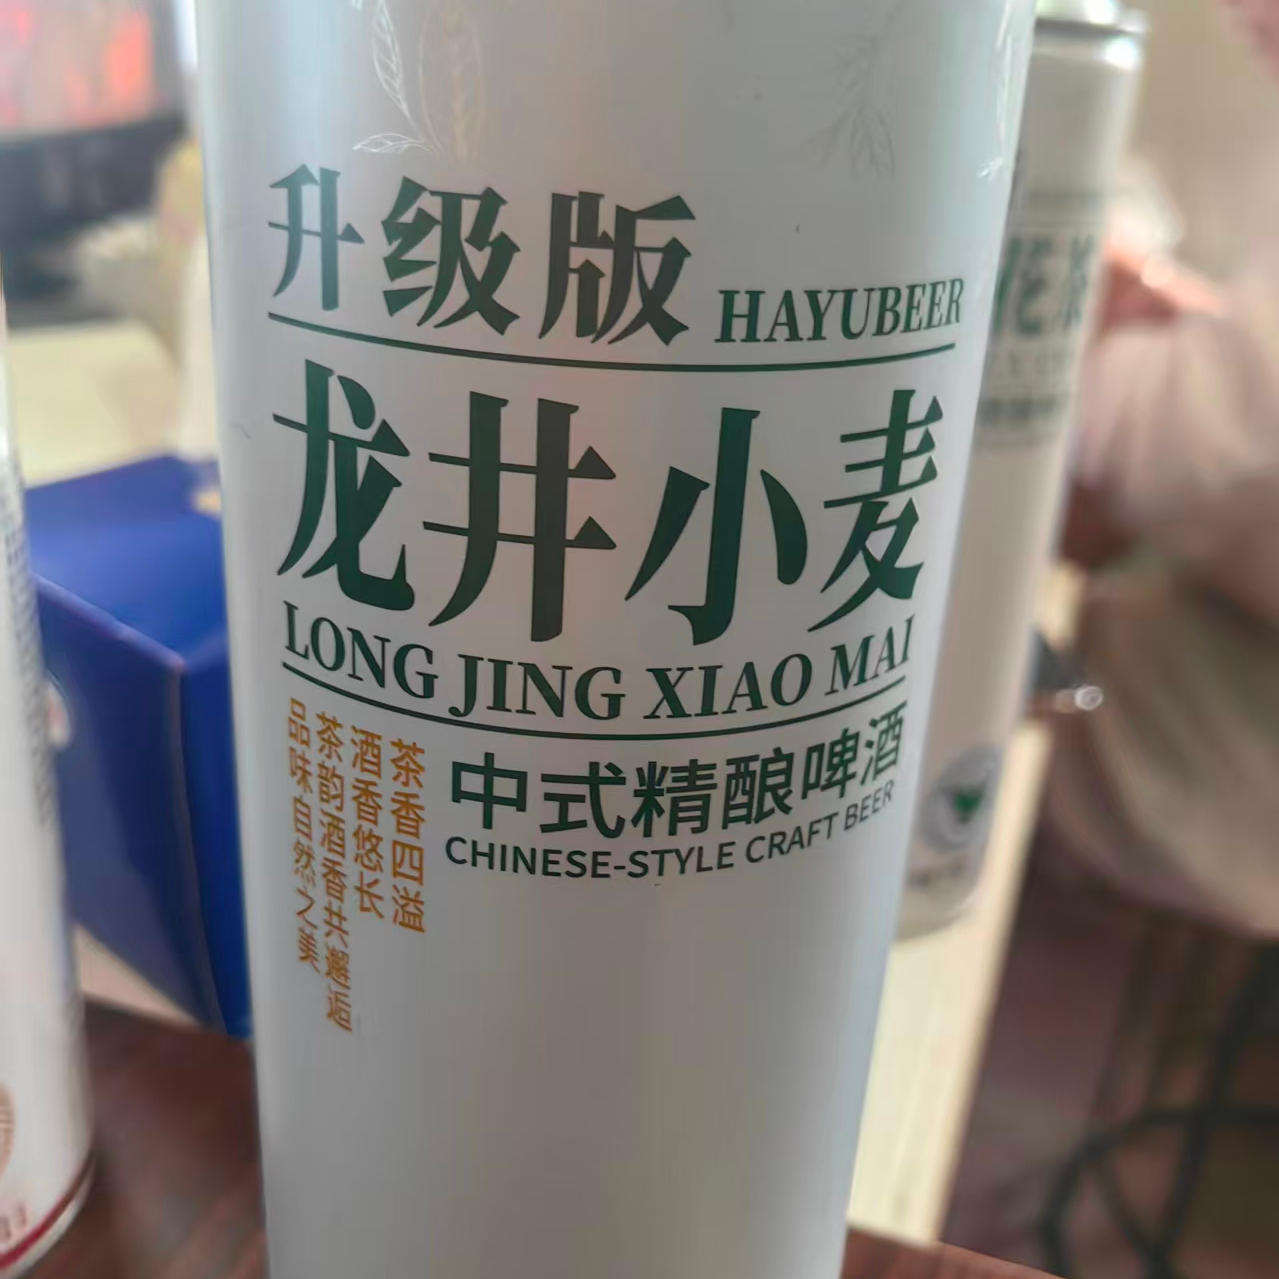 升级版 HAYUBEER
龙井小麦
LONG JING XIAO MAI
中式精酿啤酒
CHINESE-STYLE CRAFT BEER
茶香四溢
酒香悠长
茶韵酒香共邂逅
品味自然之美
花茶